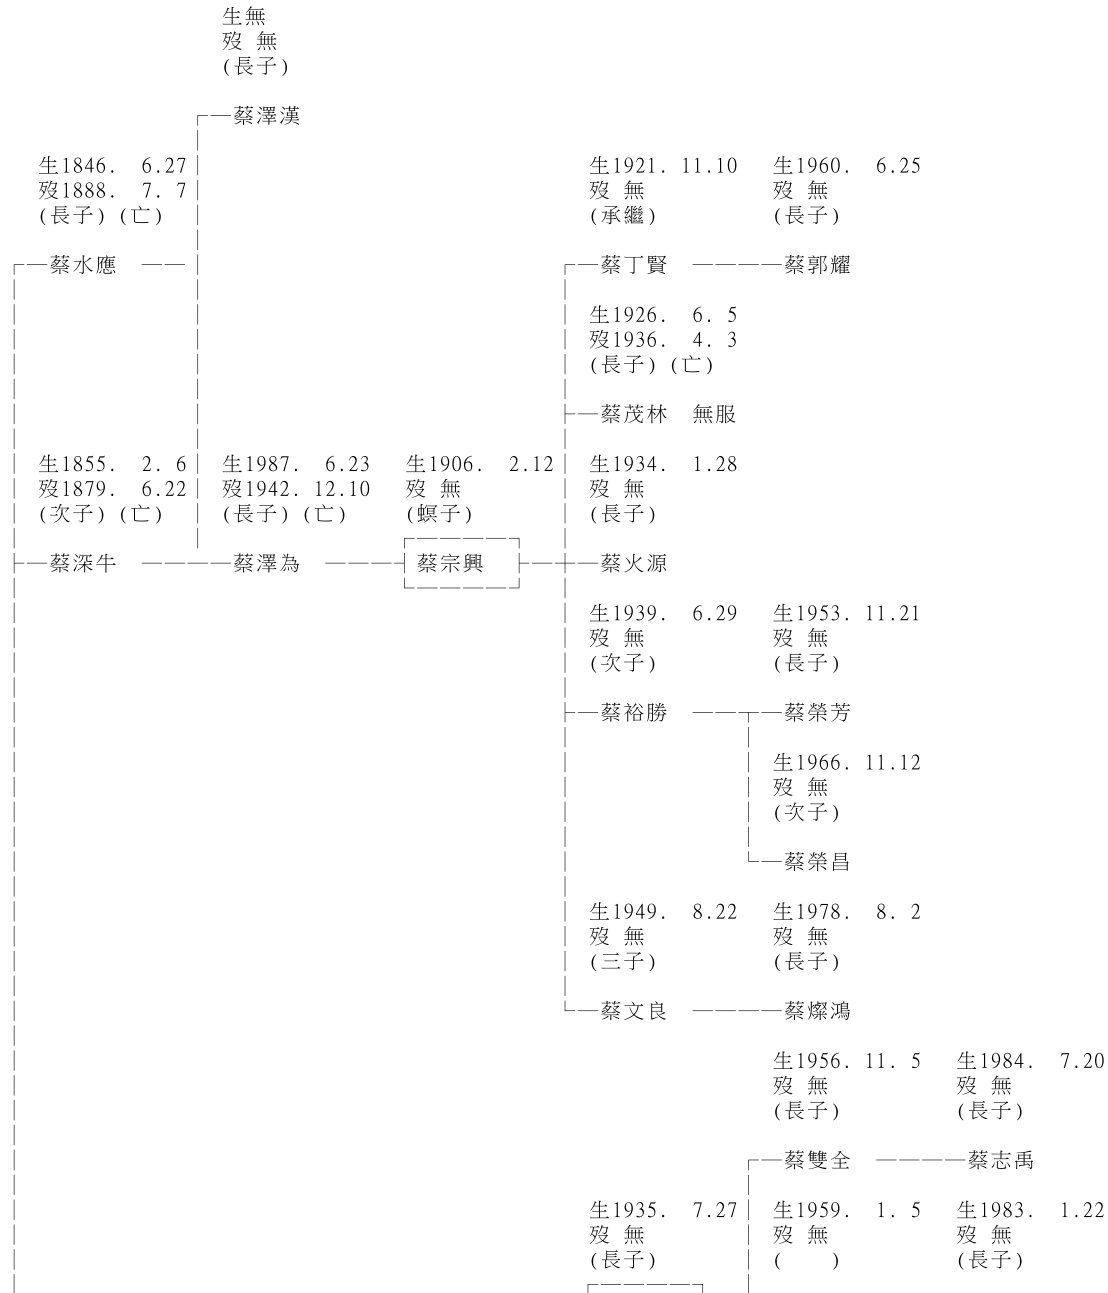 生無
歿 無
(長子)
蔡澤漢
生1846. 6.27
歿1888. 7. 7
(長子)(亡)
生1921. 11.10
歿 無
(承繼)
生1960. 6.25
歿 無
(長子)
蔡水應
蔡丁賢
蔡郭耀
生1926. 6. 5
歿1936. 4. 3
(長子)(亡)
蔡茂林 無服
生1855. 2. 6
歿1879. 6.22
(次子)(亡)
生1987. 6.23
歿1942. 12.10
(長子)(亡)
生1906. 2.12
歿 無
(螟子)
生1934. 1.28
歿 無
(長子)
蔡深牛
蔡澤為
蔡宗興
蔡火源
生1939. 6.29
歿 無
(次子)
生1953. 11.21
歿 無
(長子)
蔡裕勝
蔡榮芳
生1966. 11.12
歿 無
(次子)
蔡榮昌
生1949. 8.22
歿 無
(三子)
生1978. 8. 2
歿 無
(長子)
蔡文良
蔡燦鴻
生1956. 11. 5
歿 無
(長子)
生1984. 7.20
歿 無
(長子)
蔡雙全
蔡志禹
生1935. 7.27
歿 無
(長子)
生1959. 1. 5
歿 無
( )
生1983. 1.22
歿 無
(長子)